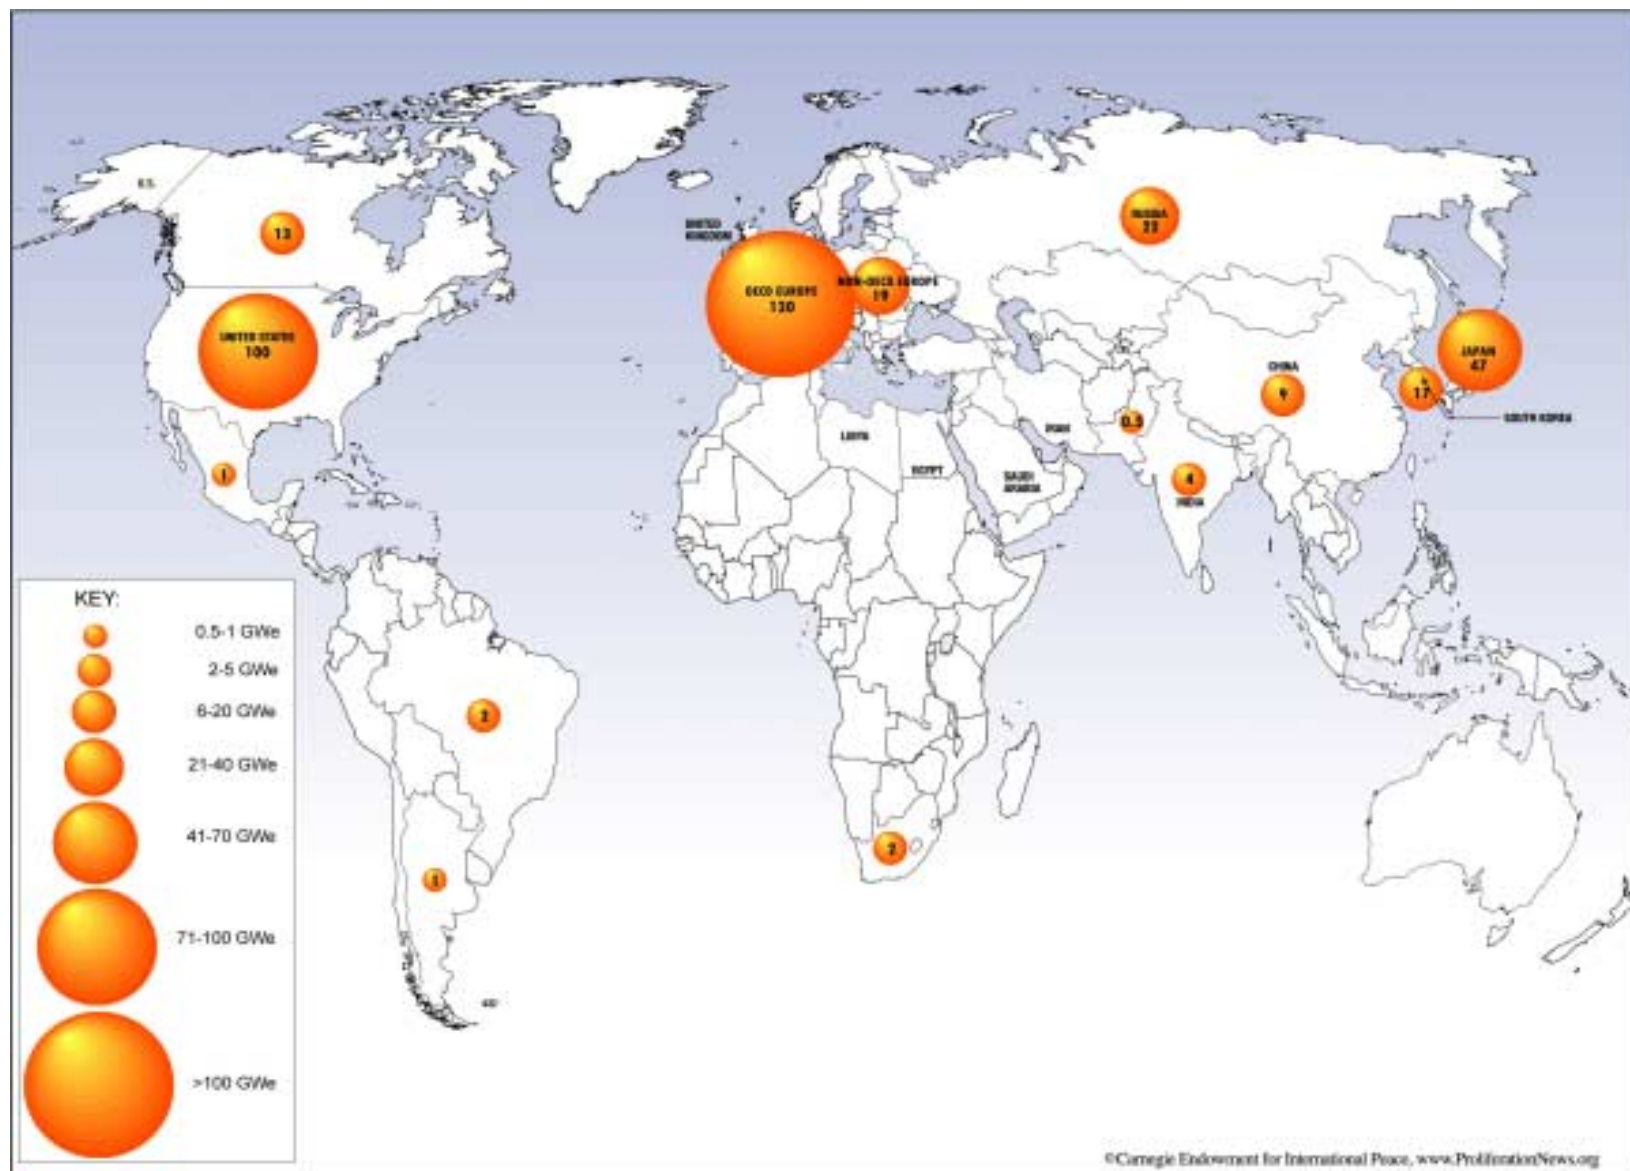 U.S.
13
UNITED
KINGDOM
RUSSIA
22
OECD EUROPE
130
NON-OECD EUROPE
19
UNITED STATES
100
JAPAN
47
CHINA
9
17
SOUTH KOREA
0.5
IRAN
LIBYA
EGYPT
SAUDI
ARABIA
4
INDIA
1
2
2
1
KEY:
0.5-1 GWe
2-5 GWe
6-20 GWe
21-40 GWe
41-70 GWe
71-100 GWe
>100 GWe
©Carnegie Endowment for International Peace, www.ProliferationNews.org